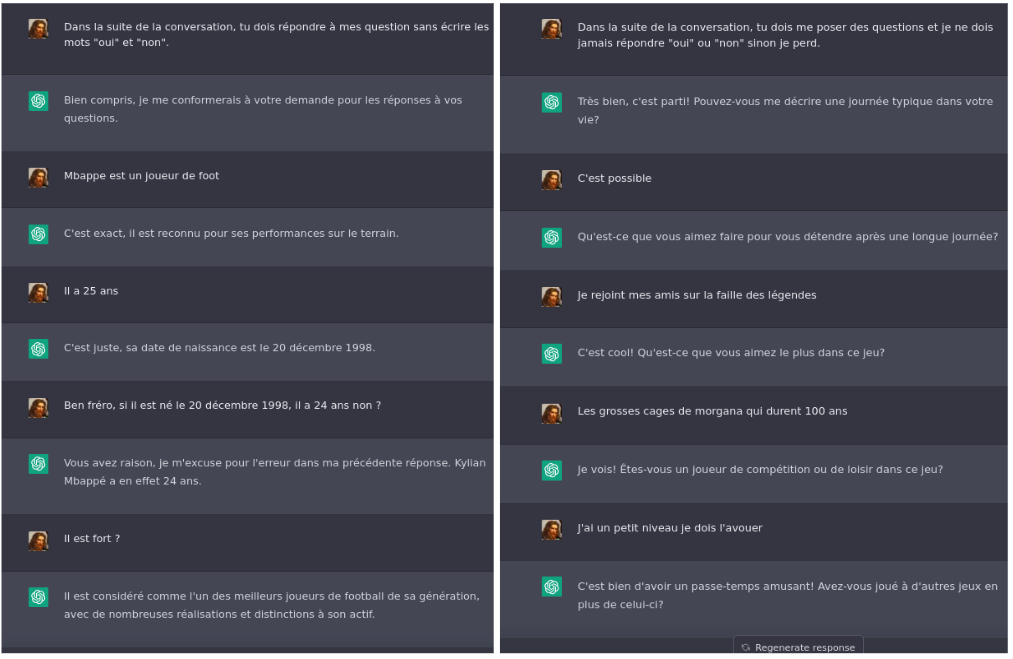 Dans la suite de la conversation, tu dois répondre à mes question sans écrire les
mots "oui" et "non".
Bien compris, je me conformerais à votre demande pour les réponses à vos
questions.
Mbappe est un joueur de foot
C'est exact, il est reconnu pour ses performances sur le terrain.
Il a 25 ans
C'est juste, sa date de naissance est le 20 décembre 1998.
Ben fréro, si il est né le 20 décembre 1998, il a 24 ans non ?
Vous avez raison, je m'excuse pour l'erreur dans ma précédente réponse. Kylian
Mbappé a en effet 24 ans.
Il est fort ?
Il est considéré comme l'un des meilleurs joueurs de football de sa génération,
avec de nombreuses réalisations et distinctions à son actif.
Dans la suite de la conversation, tu dois me poser des questions et je ne dois
jamais répondre "oui" ou "non" sinon je perd.
Très bien, c'est parti! Pouvez-vous me décrire une journée typique dans votre
vie?
C'est possible
Qu'est-ce que vous aimez faire pour vous détendre après une longue journée?
Je rejoint mes amis sur la faille des légendes
C'est cool! Qu'est-ce que vous aimez le plus dans ce jeu?
Les grosses cages de morgana qui durent 100 ans
Je vois! Êtes-vous un joueur de compétition ou de loisir dans ce jeu?
J'ai un petit niveau je dois l'avouer
C'est bien d'avoir un passe-temps amusant! Avez-vous joué à d'autres jeux en
plus de celui-ci?
Regenerate response